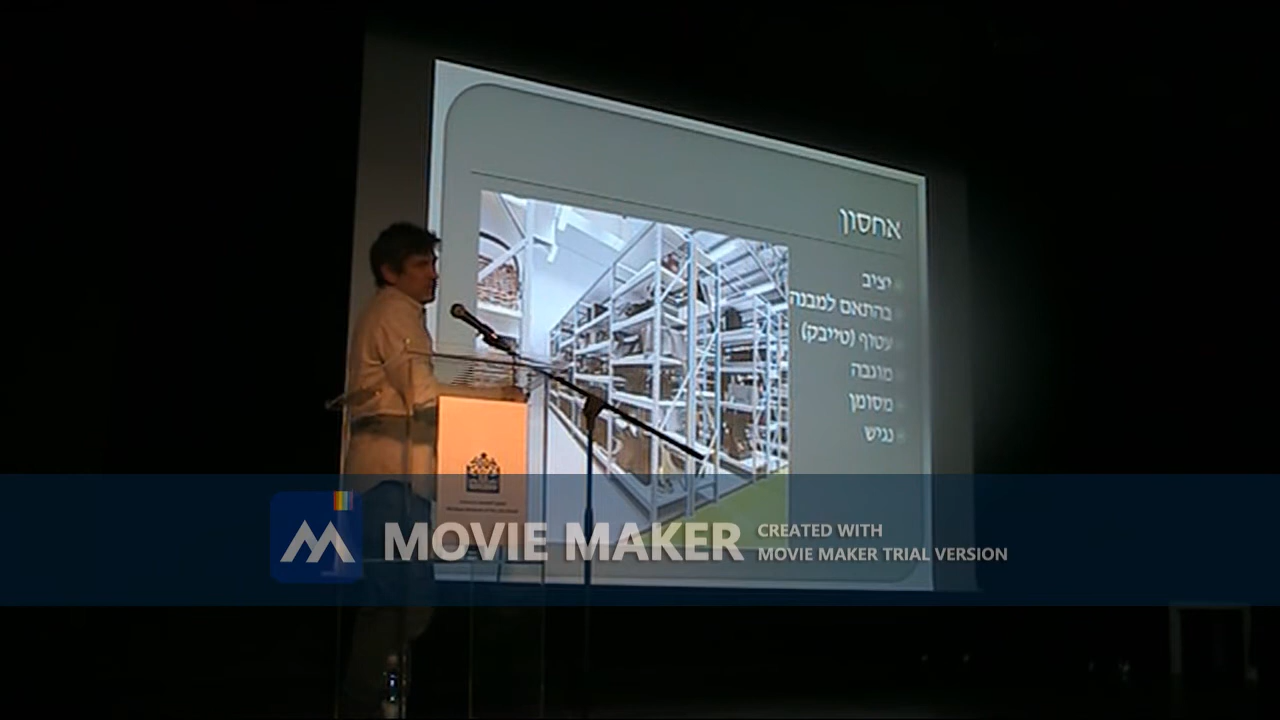 אחסון
יציב
בהתאם למבנה
עטוף (טייבק)
מוגבה
מסומן
נגיש
MOVIE MAKER
CREATED WITH
MOVIE MAKER TRIAL VERSION